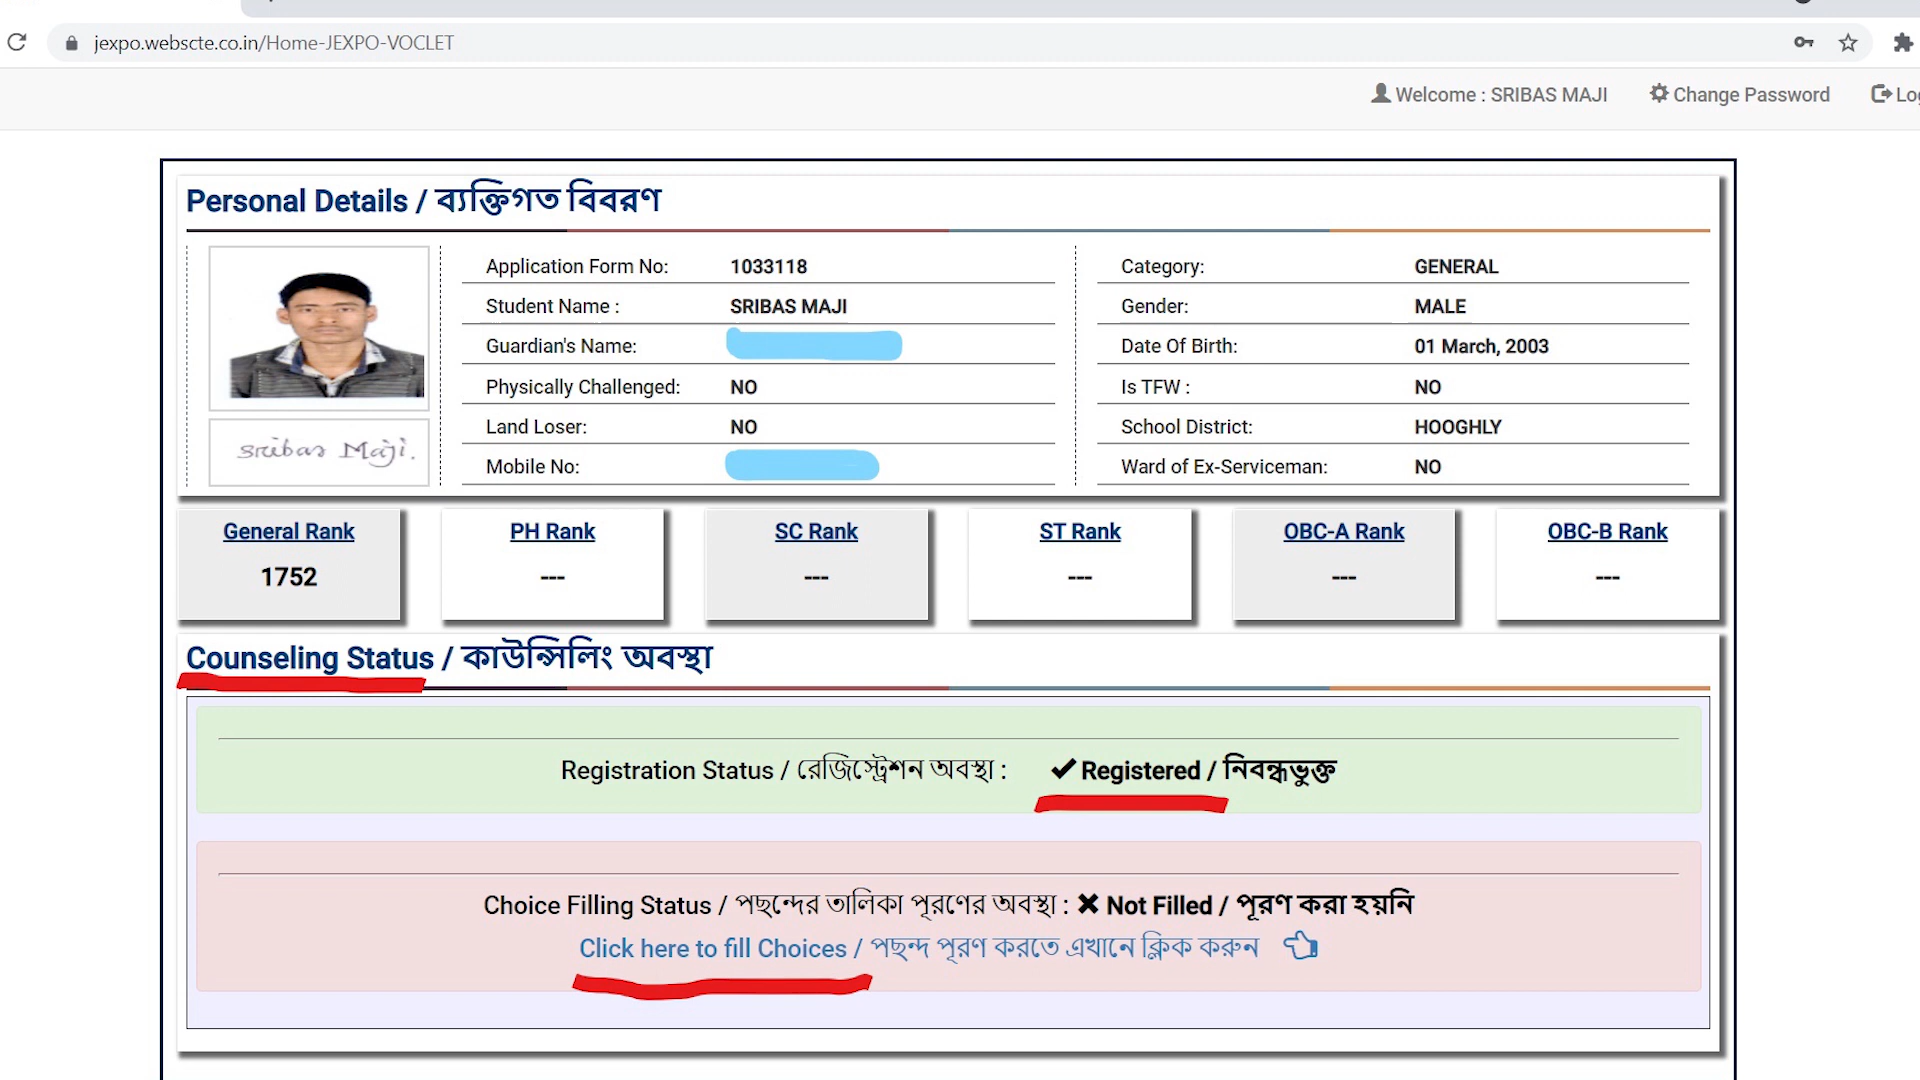 jexpo.webscte.co.in/Home-JEXPO-VOCLET
Welcome : SRIBAS MAJI Change Password
Personal Details / ব্যক্তিগত বিবরণ
Application Form No: 1033118 Category: GENERAL
Student Name : SRIBAS MAJI Gender: MALE
Guardian's Name: Date Of Birth: 01 March, 2003
Physically Challenged: NO Is TFW : NO
Land Loser: NO School District: HOOGHLY
sribas Maji.
Mobile No: Ward of Ex-Serviceman: NO
General Rank PH Rank SC Rank ST Rank OBC-A Rank OBC-B Rank
1752 --- --- --- --- ---
Counseling Status / কাউন্সিলিং অবস্থা
Registration Status / রেজিস্ট্রেশন অবস্থা : ✔ Registered / নিবন্ধভুক্ত
Choice Filling Status / পছন্দের তালিকা পূরণের অবস্থা : ✖ Not Filled / পূরণ করা হয়নি
Click here to fill Choices / পছন্দ পূরণ করতে এখানে ক্লিক করুন